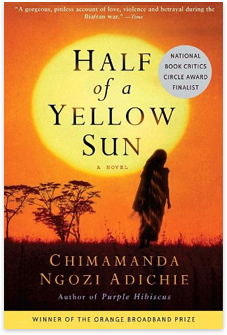 "A gorgeous, pinless account of love, violence and betrayal during the
Biafran war." —Time
HALF
of a
YELLOW
SUN
A NOVEL
NATIONAL
BOOK CRITICS
CIRCLE AWARD
FINALIST
CHIMAMANDA
NGOZI ADICHIE
Author of Purple Hibiscus
WINNER OF THE ORANGE BROADBAND PRIZE